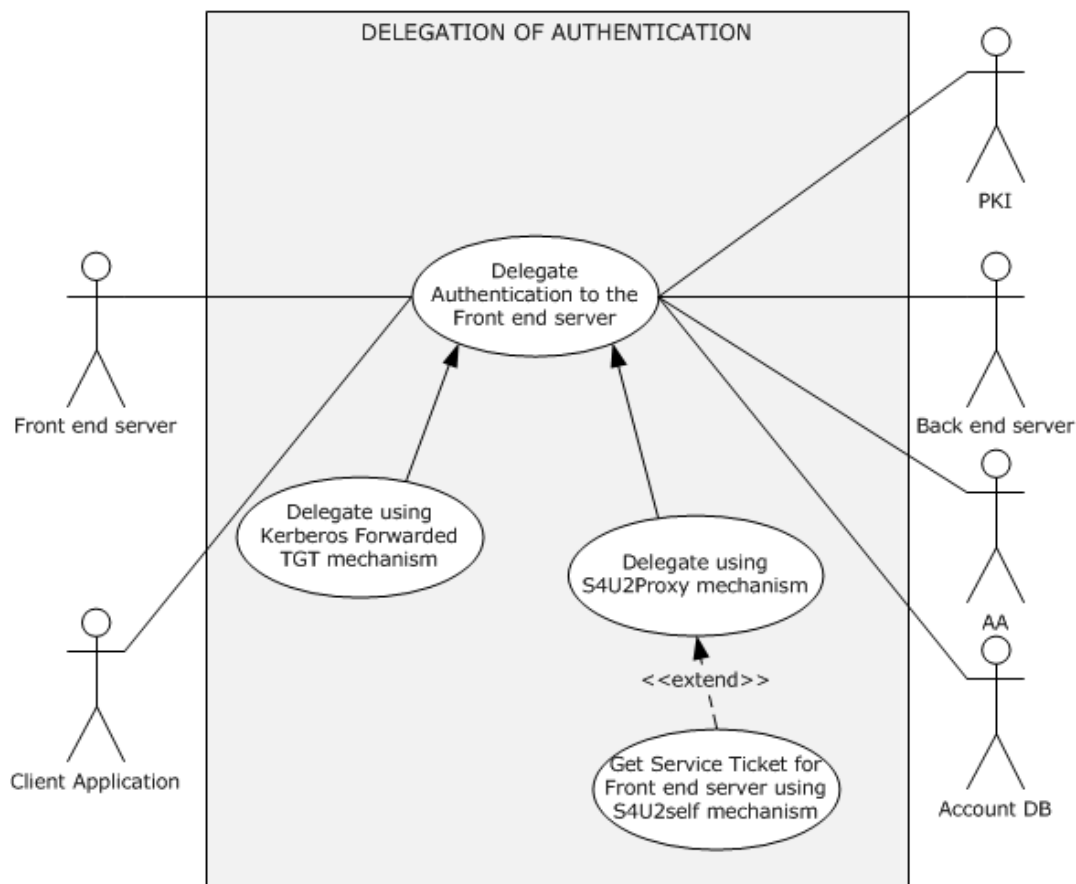 DELEGATION OF AUTHENTICATION
PKI
Delegate
Authentication to the
Front end server
Front end server
Back end server
Delegate using
Kerberos Forwarded
TGT mechanism
Delegate using
S4U2Proxy mechanism
AA
<<extend>>
Client Application
Get Service Ticket for
Front end server using
S4U2self mechanism
Account DB